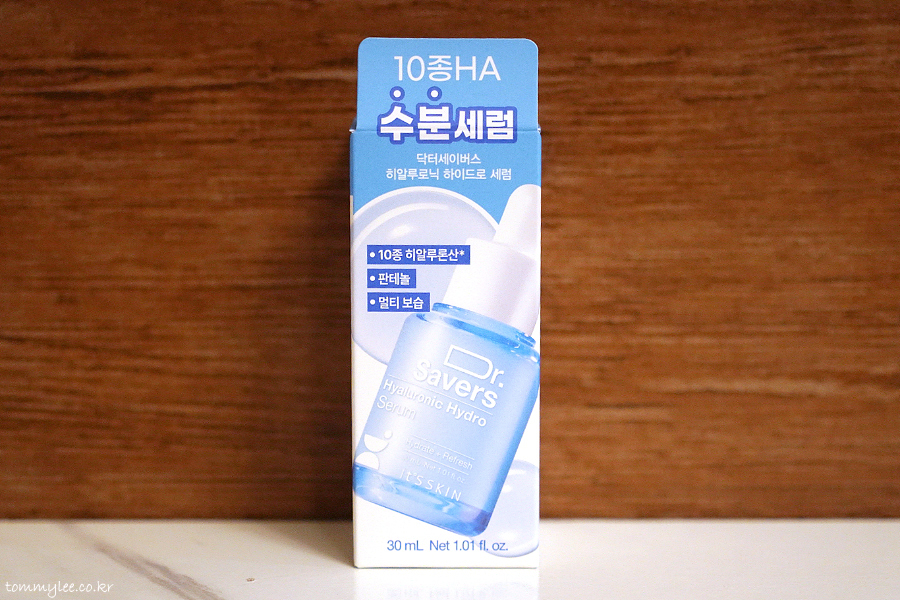 10종HA
수분세럼
닥터세이버스
히알루로닉 하이드로 세럼
• 10종 히알루론산*
• 판테놀
• 멀티 보습
Dr.
Savers
Hyaluronic Hydro
Serum
+ Refresh
It'S SKIN
30 mL Net 1.01 fl. oz.
tommylee.co.kr